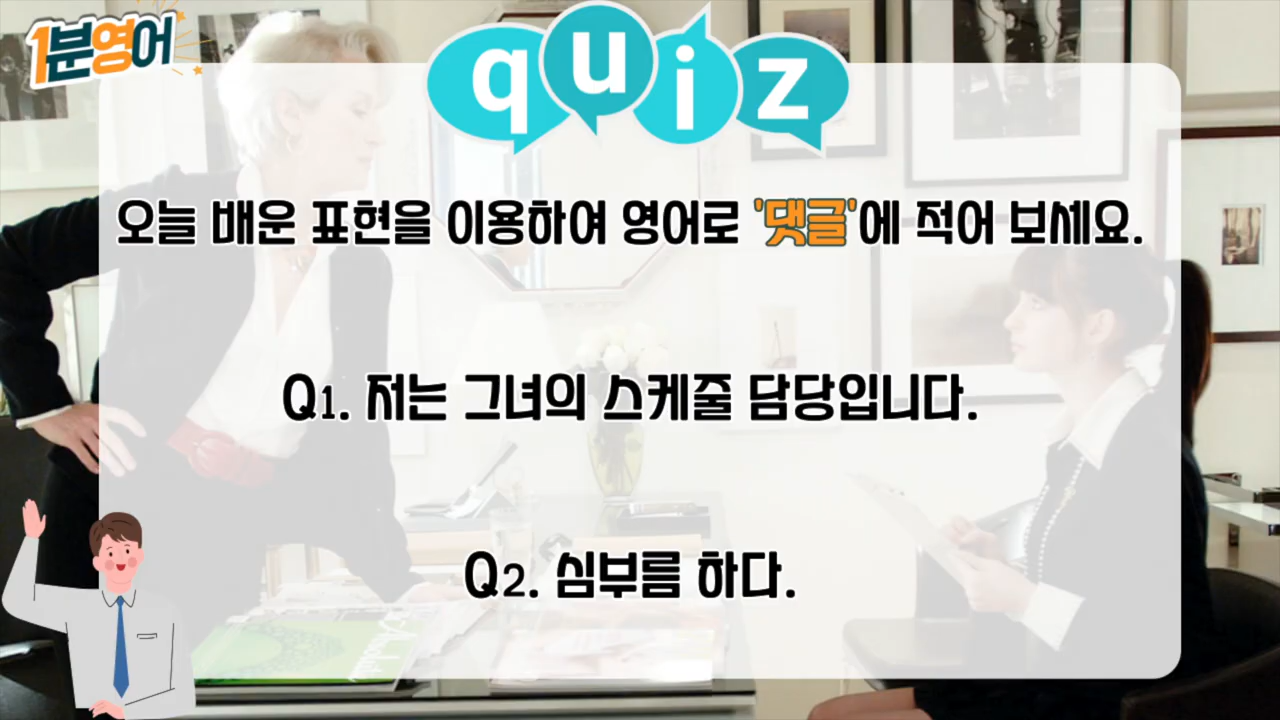 1분영어
quiz
오늘 배운 표현을 이용하여 영어로 '댓글'에 적어 보세요.
Q1. 저는 그녀의 스케줄 담당입니다.
Q2. 심부름 하다.